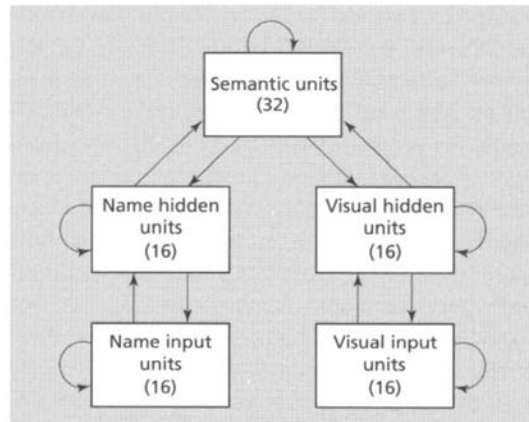 Semantic units
(32)
Name hidden
units
(16)
Visual hidden
units
(16)
Name input
units
(16)
Visual input
units
(16)